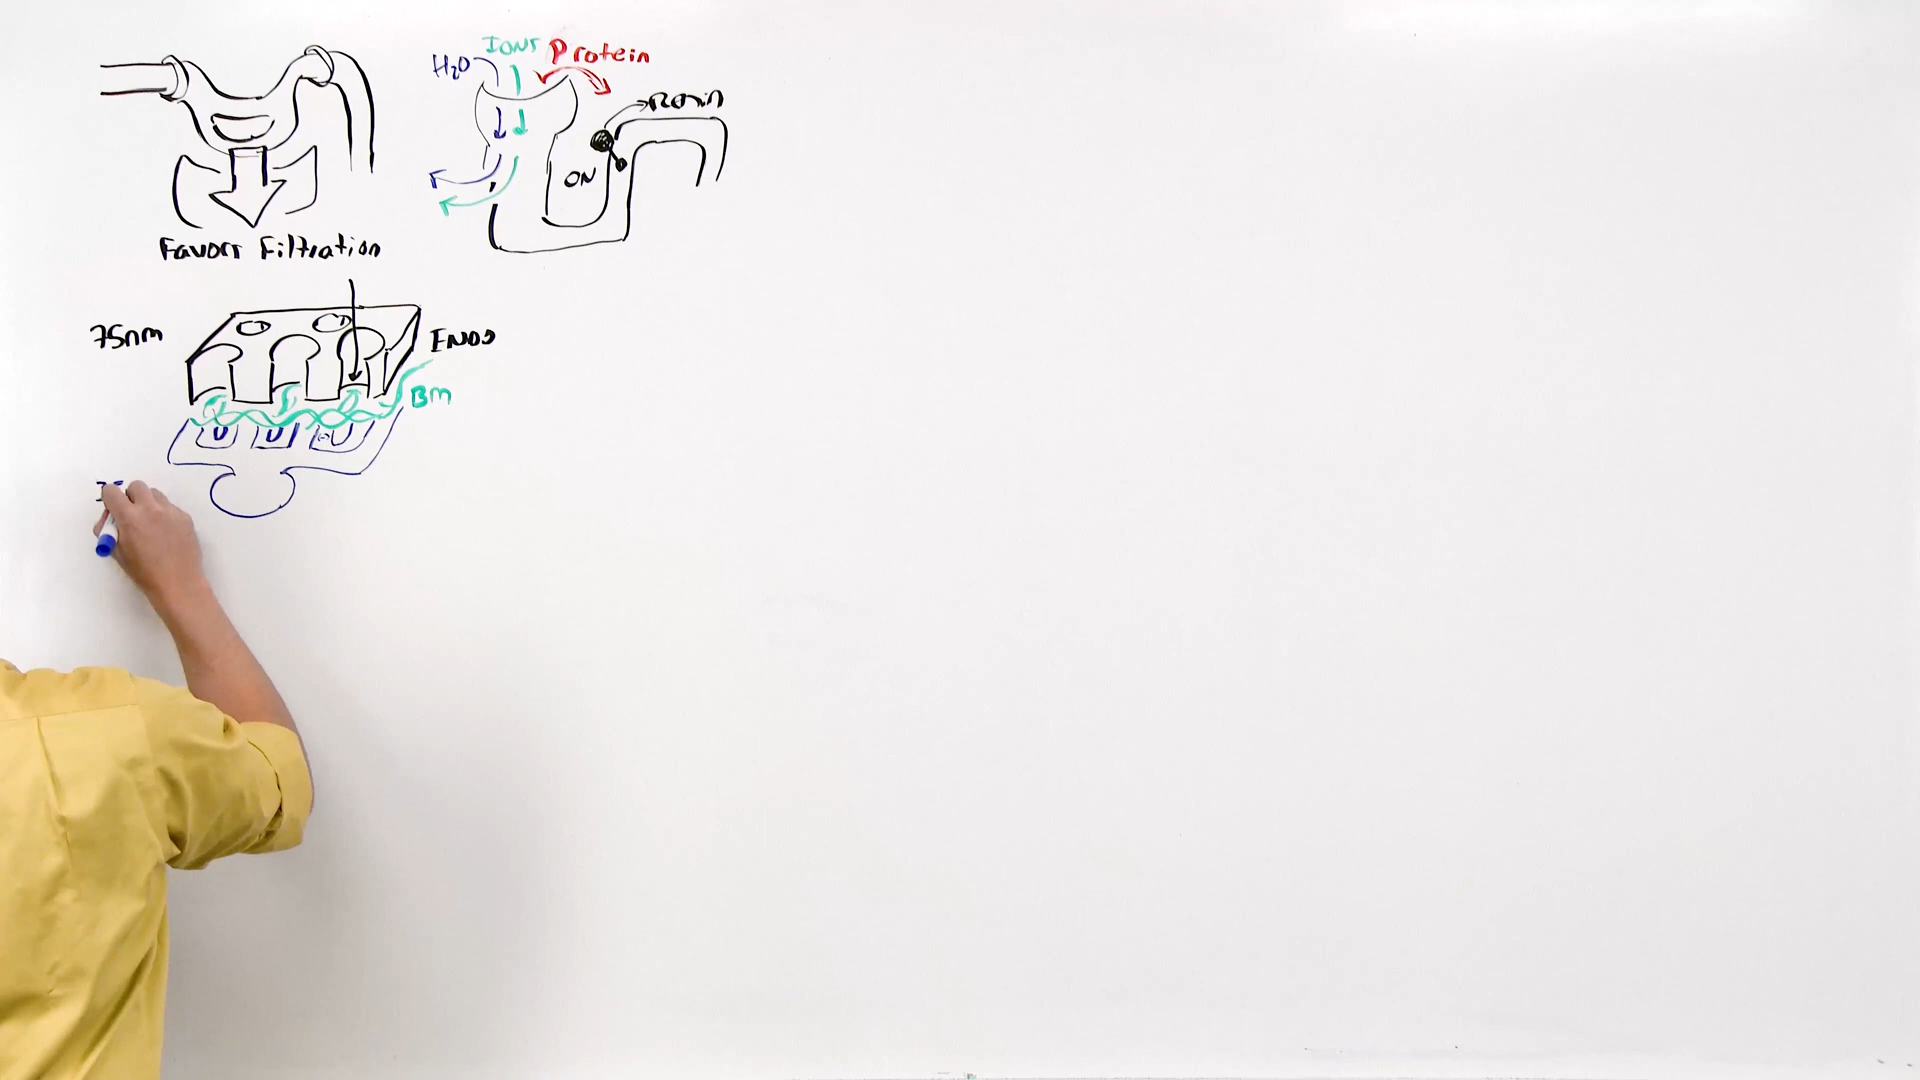 H₂O Ions Protein
Renin
ON
Favors Filtration
75nm
Endo
BM